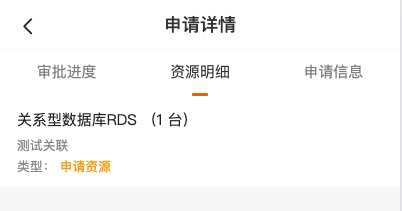 申请详情
审批进度 资源明细 申请信息
关系型数据库RDS （1 台）
测试关联
类型： 申请资源